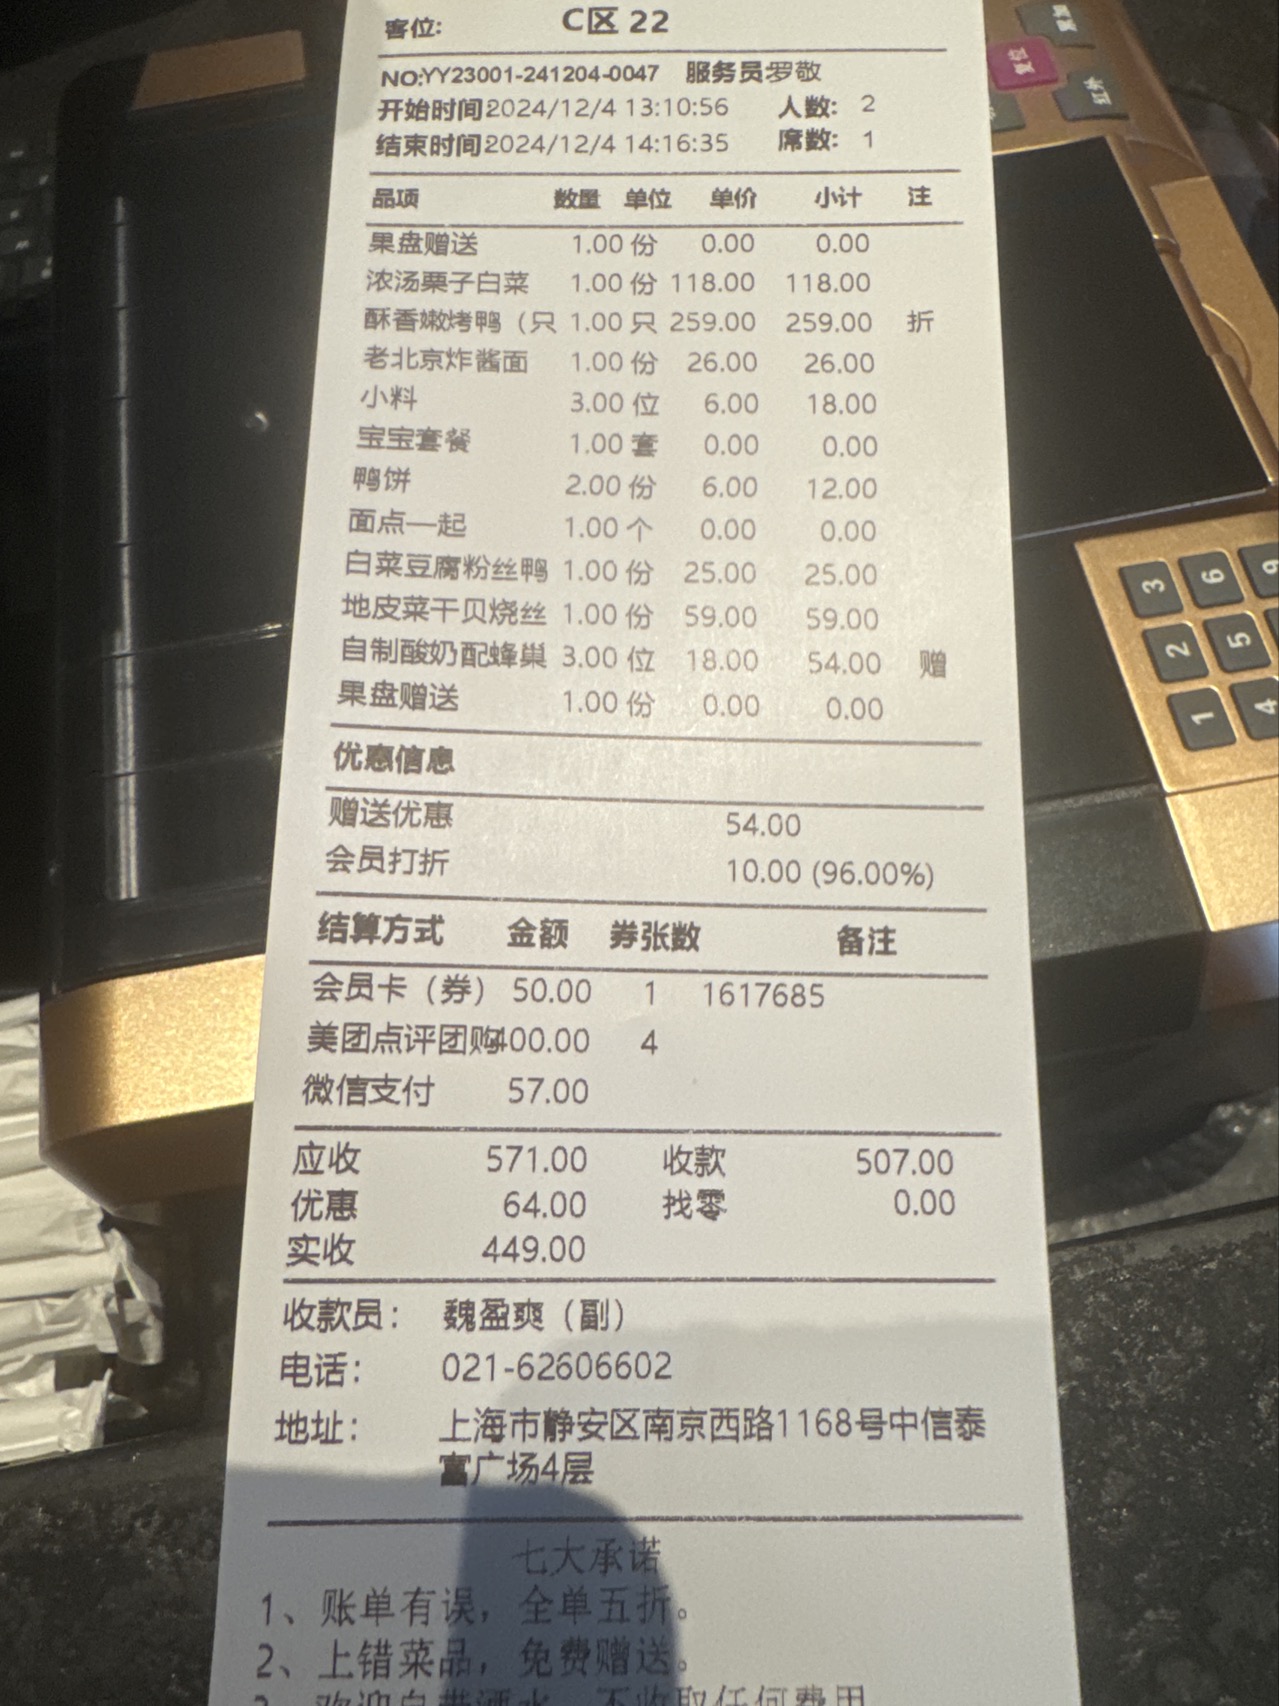 客位: C区 22
NO:YY23001-241204-0047 服务员罗敬
开始时间2024/12/4 13:10:56 人数: 2
结束时间2024/12/4 14:16:35 席数: 1
品项 数量 单位 单价 小计 注
果盘赠送 1.00 份 0.00 0.00
浓汤栗子白菜 1.00 份 118.00 118.00
酥香嫩烤鸭（只 1.00 只 259.00 259.00 折
老北京炸酱面 1.00 份 26.00 26.00
小料 3.00 位 6.00 18.00
宝宝套餐 1.00 套 0.00 0.00
鸭饼 2.00 份 6.00 12.00
面点一起 1.00 个 0.00 0.00
白菜豆腐粉丝鸭 1.00 份 25.00 25.00
地皮菜干贝烧丝 1.00 份 59.00 59.00
自制酸奶配蜂巢 3.00 位 18.00 54.00 赠
果盘赠送 1.00 份 0.00 0.00
优惠信息
赠送优惠 54.00
会员打折 10.00 (96.00%)
结算方式 金额 券张数 备注
会员卡（券） 50.00 1 1617685
美团点评团购400.00 4
微信支付 57.00
应收 571.00 收款 507.00
优惠 64.00 找零 0.00
实收 449.00
收款员： 魏盈爽（副）
电话： 021-62606602
地址： 上海市静安区南京西路1168号中信泰
富广场4层
七大承诺
1、账单有误，全单五折。
2、上错菜品，免费赠送。
3、欢迎自带酒水，不收取任何费用
复位
3 6 9
2 5
1 4